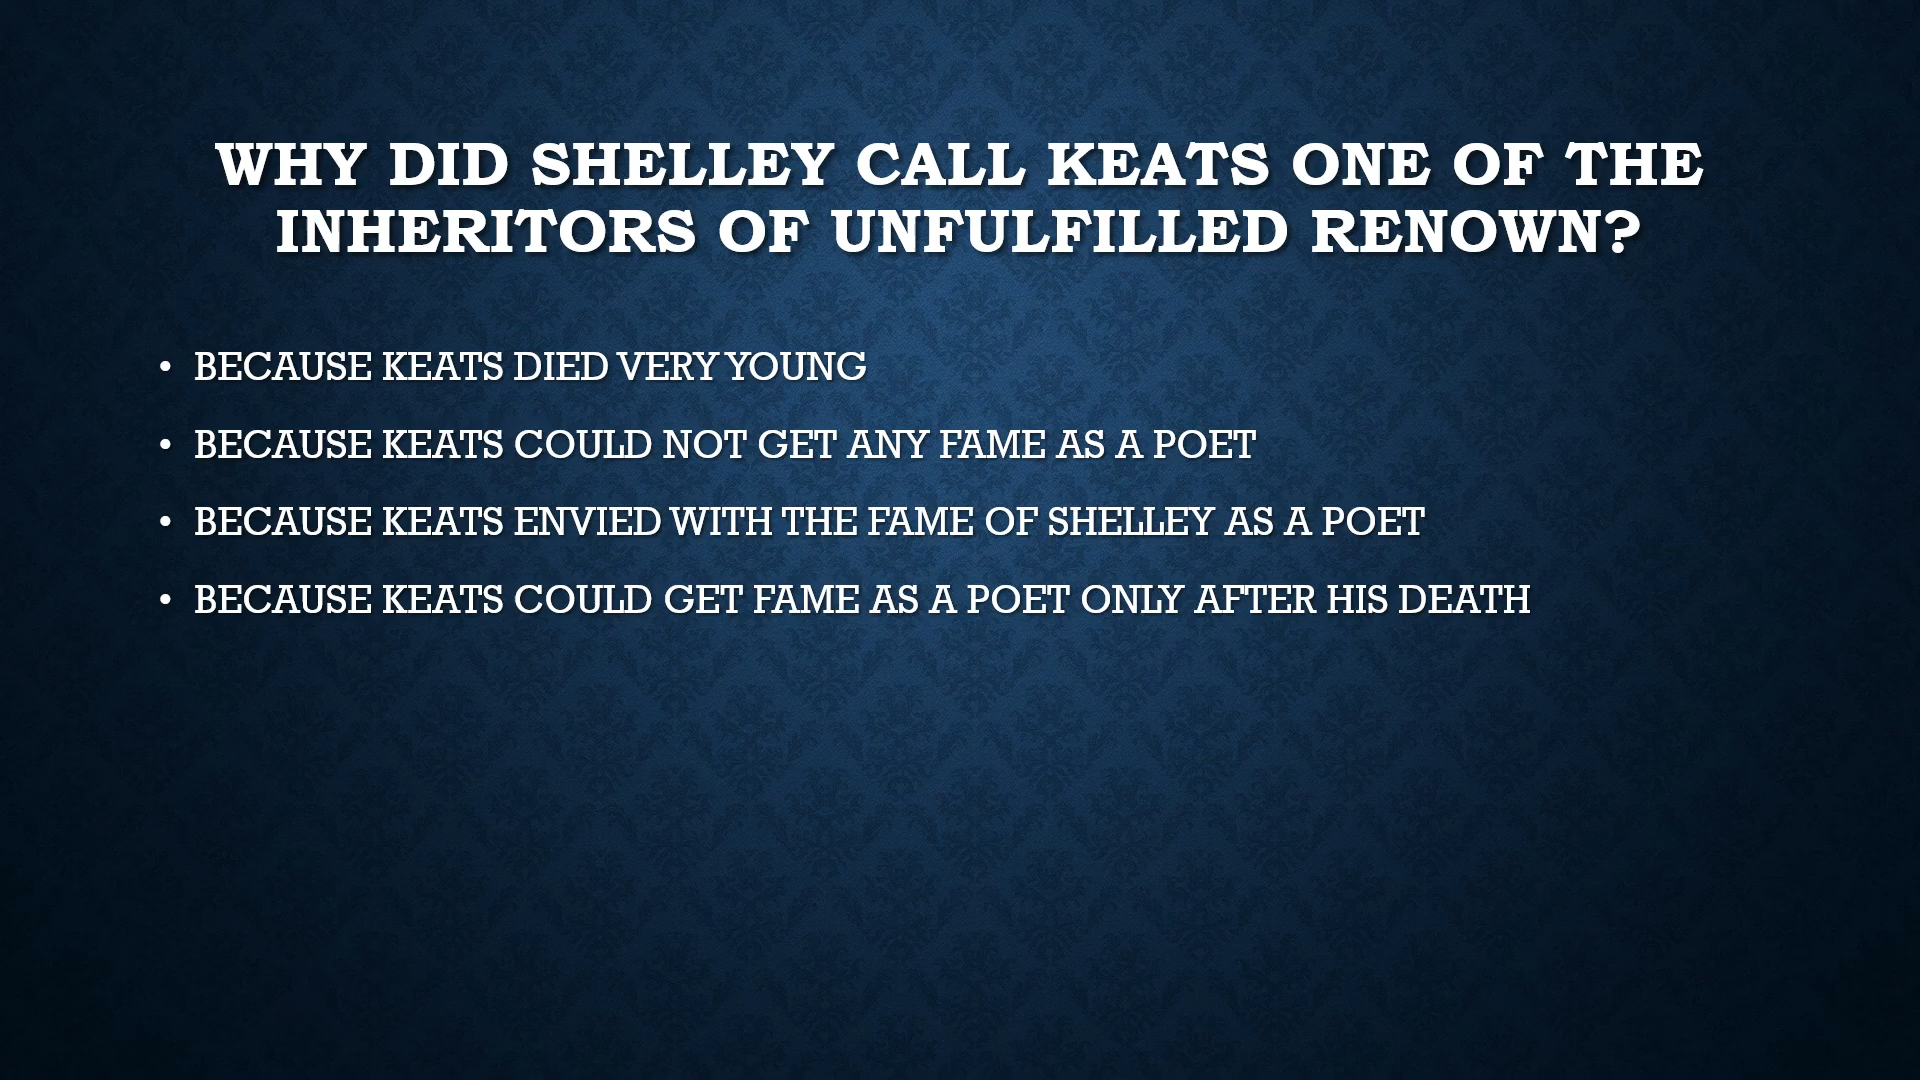 WHY DID SHELLEY CALL KEATS ONE OF THE
INHERITORS OF UNFULFILLED RENOWN?
• BECAUSE KEATS DIED VERY YOUNG
• BECAUSE KEATS COULD NOT GET ANY FAME AS A POET
• BECAUSE KEATS ENVIED WITH THE FAME OF SHELLEY AS A POET
• BECAUSE KEATS COULD GET FAME AS A POET ONLY AFTER HIS DEATH